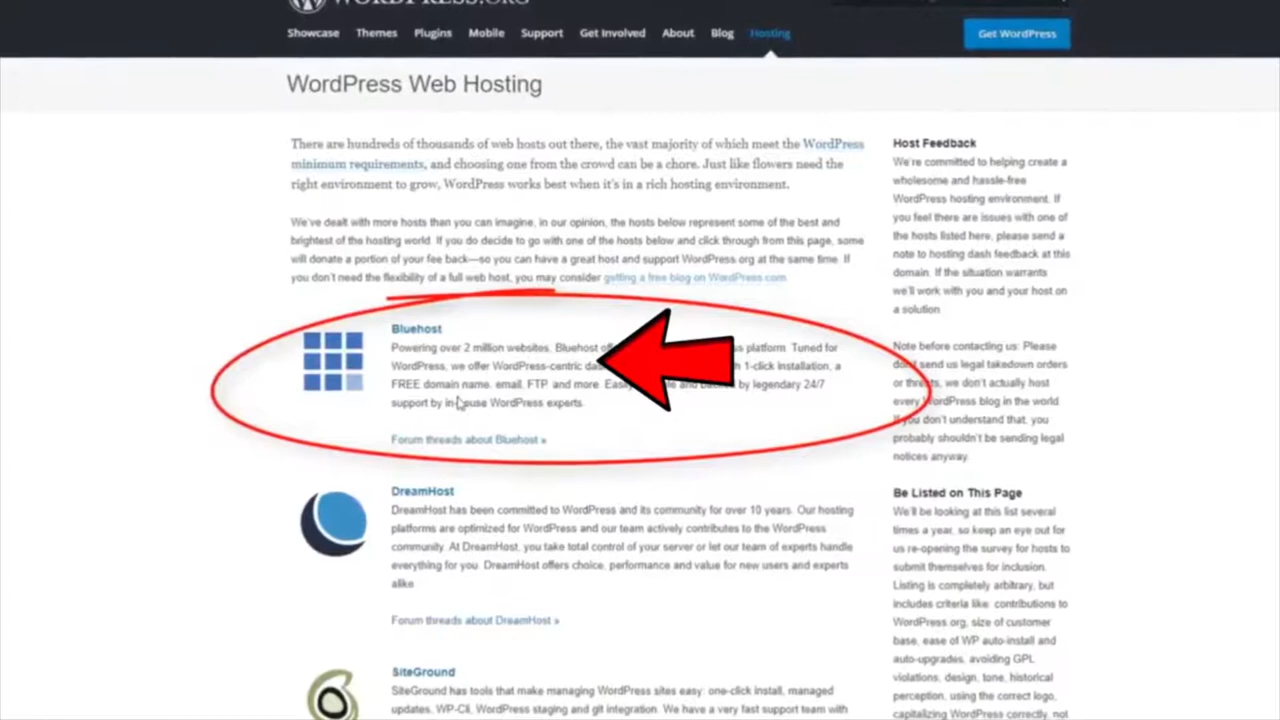 WORDPRESS.ORG
Showcase Themes Plugins Mobile Support Get Involved About Blog Hosting
Get WordPress
WordPress Web Hosting
There are hundreds of thousands of web hosts out there, the vast majority of which meet the WordPress
minimum requirements, and choosing one from the crowd can be a chore. Just like flowers need the
right environment to grow, WordPress works best when it's in a rich hosting environment.
We've dealt with more hosts than you can imagine, in our opinion, the hosts below represent some of the best and
brightest of the hosting world. If you do decide to go with one of the hosts below and click through from this page, some
will donate a portion of your fee back—so you can have a great host and support WordPress.org at the same time. If
you don't need the flexibility of a full web host, you may consider getting a free blog on WordPress.com.
Bluehost
Powering over 2 million websites, Bluehost platform. Tuned for
WordPress, we offer WordPress-centric 1-click installation, a
FREE domain name, email, FTP and more. by legendary 24/7
support by WordPress experts.
Forum threads about Bluehost »
DreamHost
DreamHost has been committed to WordPress and its community for over 10 years. Our hosting
platforms are optimized for WordPress and our team actively contributes to the WordPress
community. At DreamHost, you take total control of your server or let our team of experts handle
everything for you. DreamHost offers choice, performance and value for new users and experts
alike
Forum threads about DreamHost »
SiteGround
SiteGround has tools that make managing WordPress sites easy: one-click install, managed
updates, WP-Cli, WordPress staging and git integration. We have a very fast support team with
Host Feedback
We're committed to helping create a
wholesome and hassle-free
WordPress hosting environment. If
you feel there are issues with one of
the hosts listed here, please send a
note to hosting dash feedback at this
domain. If the situation warrants
we'll work with you and your host on
a solution
Note before contacting us: Please
don't send us legal takedown orders
or threats, we don't actually host
every WordPress blog in the world
If you don't understand that, you
probably shouldn't be sending legal
notices anyway.
Be Listed on This Page
We'll be looking at this list several
times a year, so keep an eye out for
us re-opening the survey for hosts to
submit themselves for inclusion.
Listing is completely arbitrary, but
includes criteria like: contributions to
WordPress.org, size of customer
base, ease of WP auto-install and
auto-upgrades, avoiding GPL
violations, design, tone, historical
perception, using the correct logo,
capitalizing WordPress correctly, not